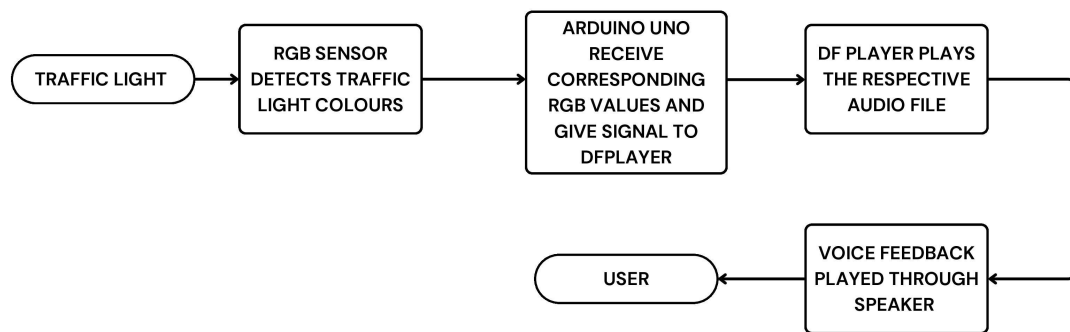 TRAFFIC LIGHT
RGB SENSOR
DETECTS TRAFFIC
LIGHT COLOURS
ARDUINO UNO
RECEIVE
CORRESPONDING
RGB VALUES AND
GIVE SIGNAL TO
DFPLAYER
DF PLAYER PLAYS
THE RESPECTIVE
AUDIO FILE
VOICE FEEDBACK
PLAYED THROUGH
SPEAKER
USER